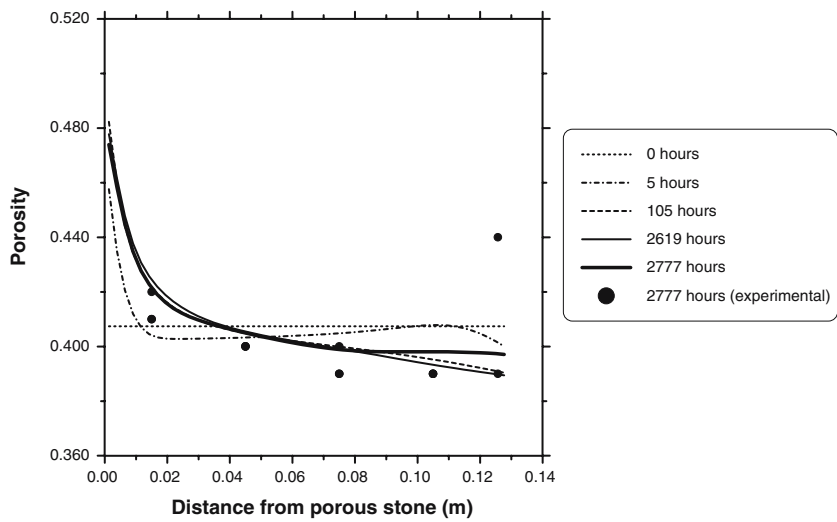 0.520
0.480
0.440
0.400
0.360
Porosity
0.00 0.02 0.04 0.06 0.08 0.10 0.12 0.14
Distance from porous stone (m)
0 hours
5 hours
105 hours
2619 hours
2777 hours
2777 hours (experimental)